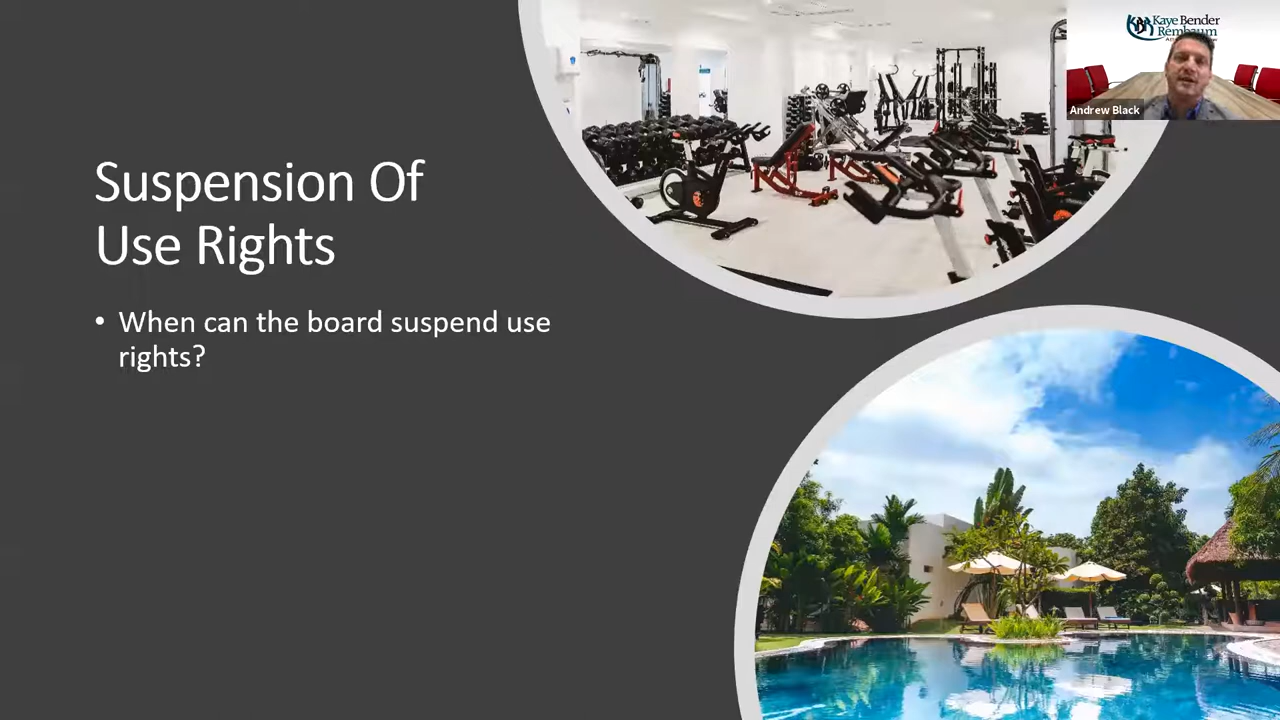 Suspension Of
Use Rights
• When can the board suspend use
rights?
Kaye Bender
Rembaum
Andrew Black